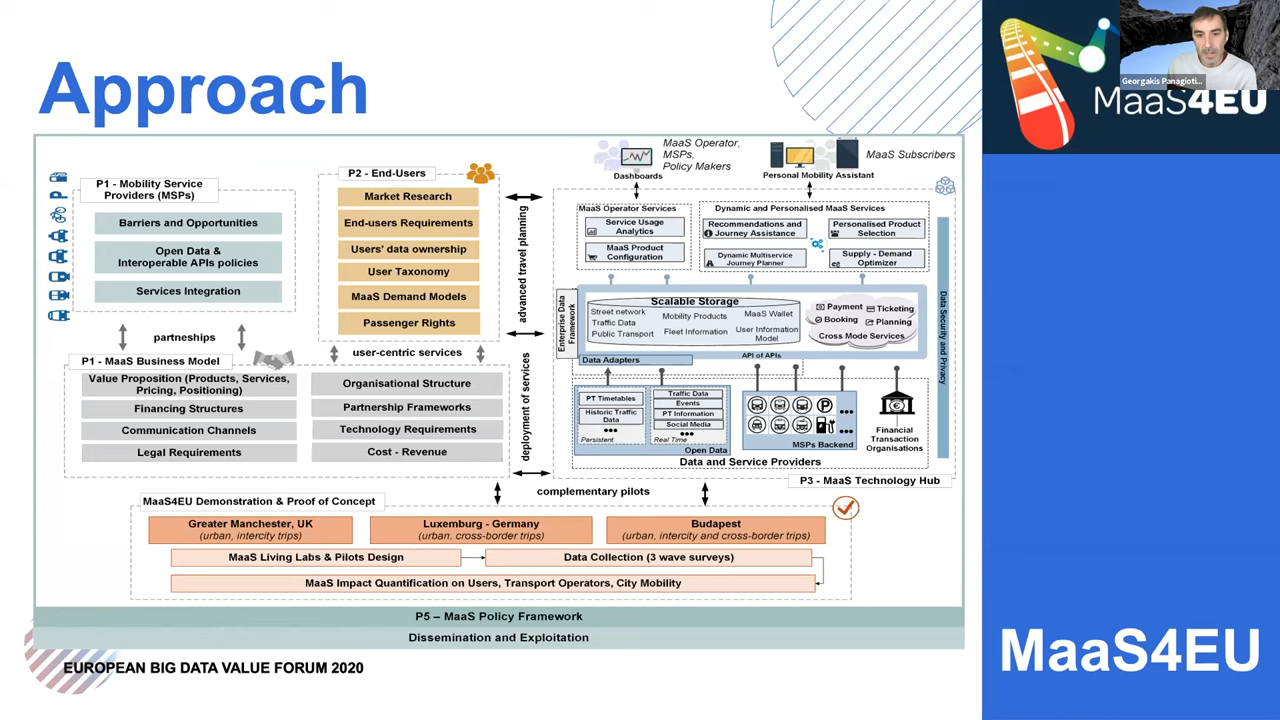 Approach
MaaS4EU
Georgakis Panagioti...
P1 - Mobility Service
Providers (MSPs)
Barriers and Opportunities
Open Data &
Interoperable APIs policies
Services Integration
partneships
P2 - End-Users
Market Research
End-users Requirements
Users' data ownership
User Taxonomy
MaaS Demand Models
Passenger Rights
user-centric services
P1 - MaaS Business Model
Value Proposition (Products, Services,
Pricing, Positioning)
Financing Structures
Communication Channels
Legal Requirements
Organisational Structure
Partnership Frameworks
Technology Requirements
Cost - Revenue
advanced travel planning
deployment of services
Dashboards
MaaS Operator,
MSPs,
Policy Makers
Personal Mobility Assistant
MaaS Subscribers
MaaS Operator Services
Service Usage
Analytics
MaaS Product
Configuration
Dynamic and Personalised MaaS Services
Recommendations and
Journey Assistance
Personalised Product
Selection
Dynamic Multiservice
Journey Planner
Supply - Demand
Optimizer
Enterprise Data
Framework
Scalable Storage
Street network
Traffic Data
Public Transport
Mobility Products
Fleet Information
MaaS Wallet
User Information
Model
Payment
Ticketing
Booking
Planning
Cross Mode Services
Data Adapters
API of APIs
Data Security and Privacy
PT Timetables
Historic Traffic
Data
Persistent
Traffic Data
Events
PT Information
Social Media
Real Time
Open Data
P
MSPs Backend
Financial
Transaction
Organisations
Data and Service Providers
P3 - MaaS Technology Hub
complementary pilots
MaaS4EU Demonstration & Proof of Concept
Greater Manchester, UK
(urban, intercity trips)
Luxemburg - Germany
(urban, cross-border trips)
Budapest
(urban, intercity and cross-border trips)
MaaS Living Labs & Pilots Design
Data Collection (3 wave surveys)
MaaS Impact Quantification on Users, Transport Operators, City Mobility
P5 – MaaS Policy Framework
Dissemination and Exploitation
EUROPEAN BIG DATA VALUE FORUM 2020
MaaS4EU